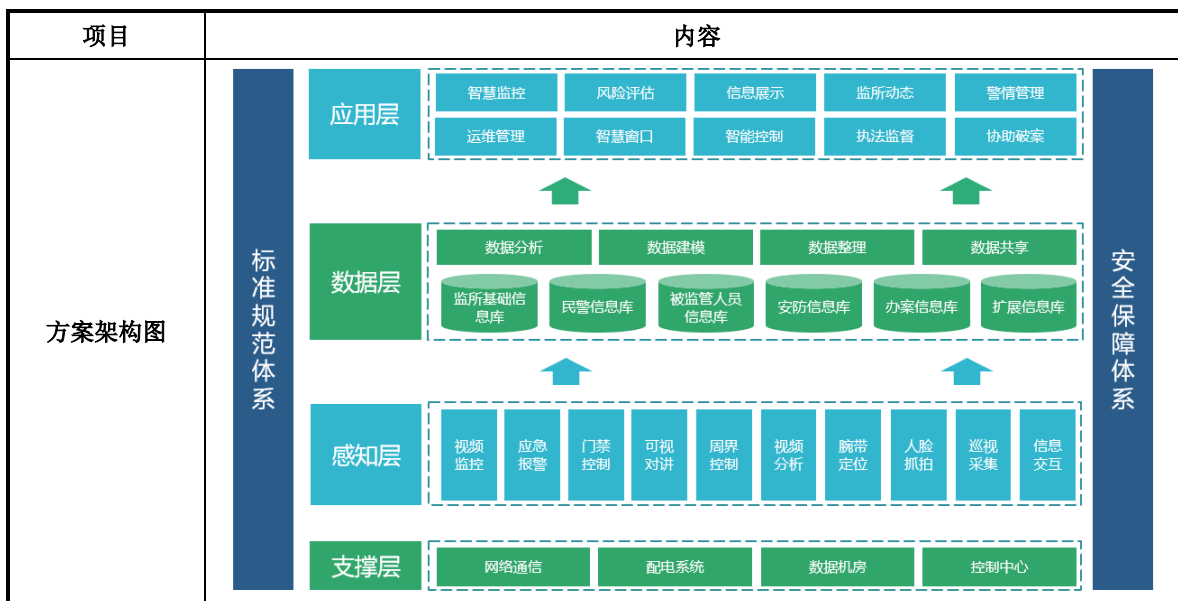 项目
内容
方案架构图
标准规范体系
应用层
智慧监控
风险评估
信息展示
监所动态
警情管理
运维管理
智慧窗口
智能控制
执法监督
协助破案
数据层
数据分析
数据建模
数据整理
数据共享
监所基础信
息库
民警信息库
被监管人员
信息库
安防信息库
办案信息库
扩展信息库
感知层
视频
监控
应急
报警
门禁
控制
可视
对讲
周界
控制
视频
分析
腕带
定位
人脸
抓拍
巡视
采集
信息
交互
支撑层
网络通信
配电系统
数据机房
控制中心
安全保障体系